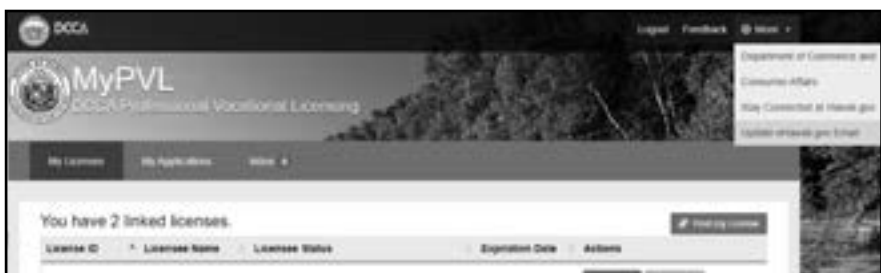 DCCA
Logout Feedback More
Department of Commerce and
Consumer Affairs
Stay Connected at Hawaii.gov
Update eHawaii.gov Email
MyPVL
DCCA Professional Vocational Licensing
My Licenses My Applications
You have 2 linked licenses.
Find My License
License ID Licensee Name Licensee Status Expiration Date Actions